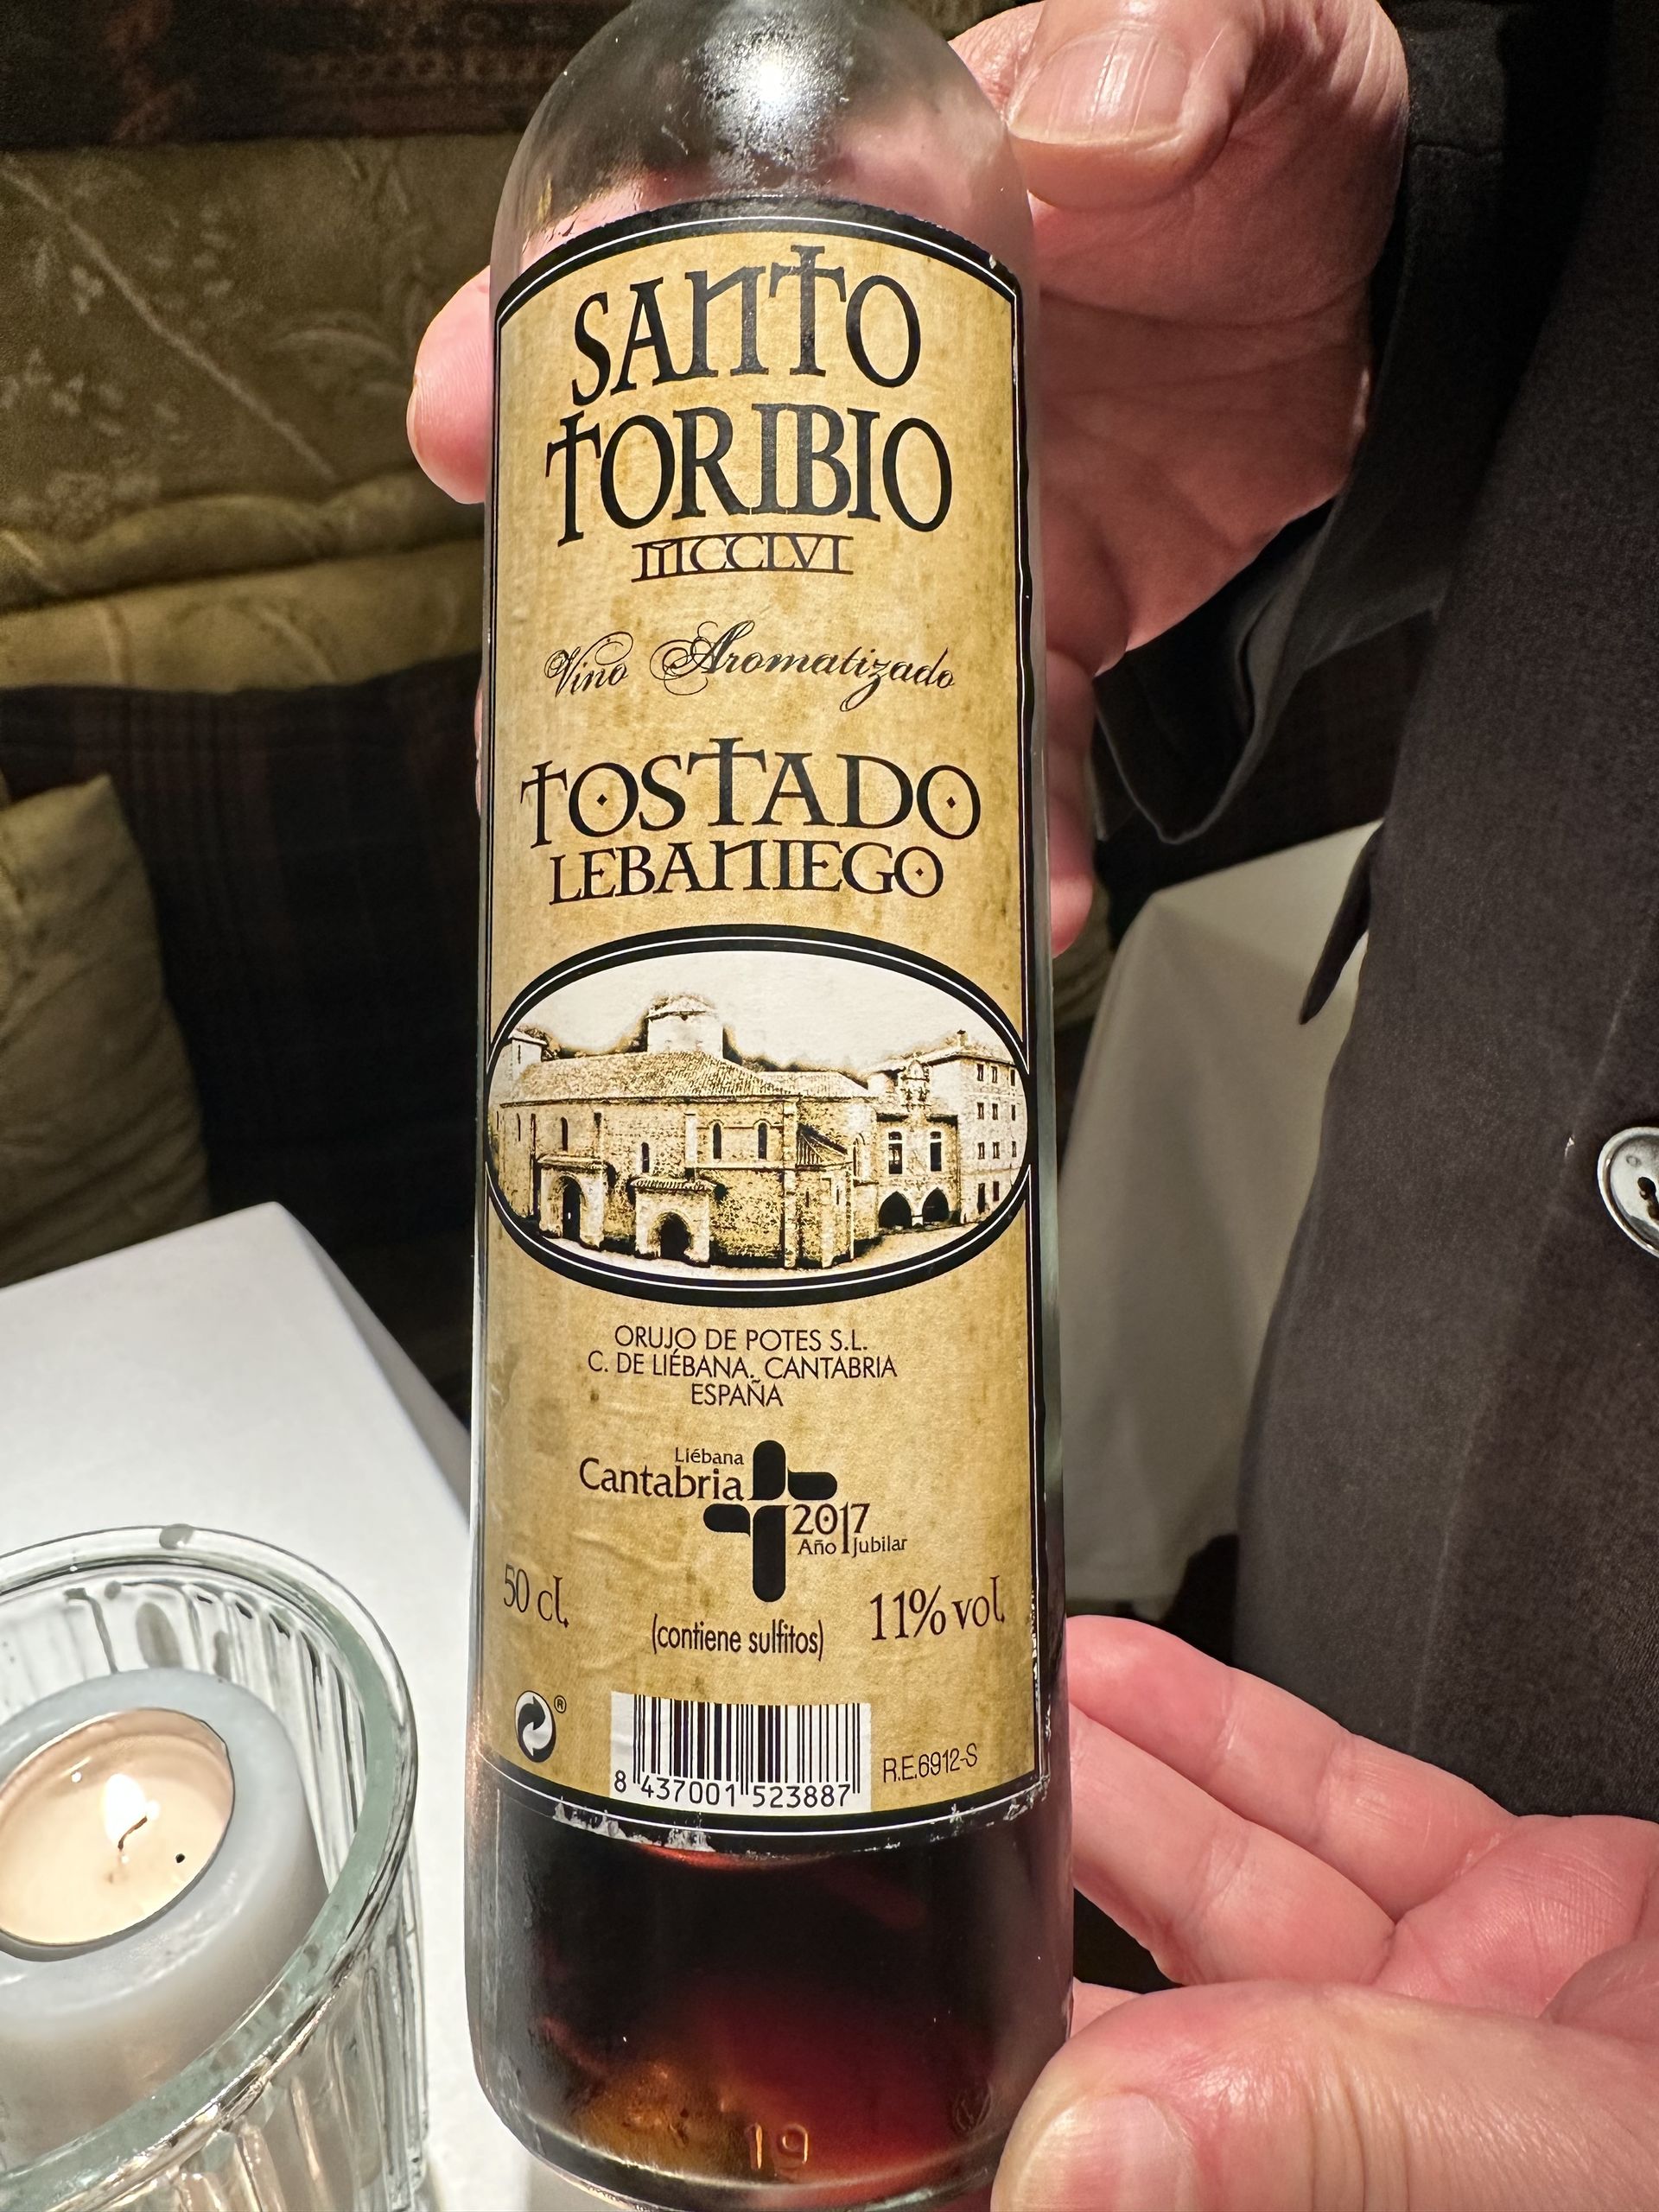 SANTO
TORIBIO
MCCLVI
Vino Aromatizado
TOSTADO
LEBANIEGO
ORUJO DE POTES S.L.
C. DE LIÉBANA. CANTABRIA
ESPAÑA
Liébana
Cantabria
2017
Año Jubilar
50 cl.
11% vol.
(contiene sulfitos)
®
8 437001 523887
R.E.6912-S
19